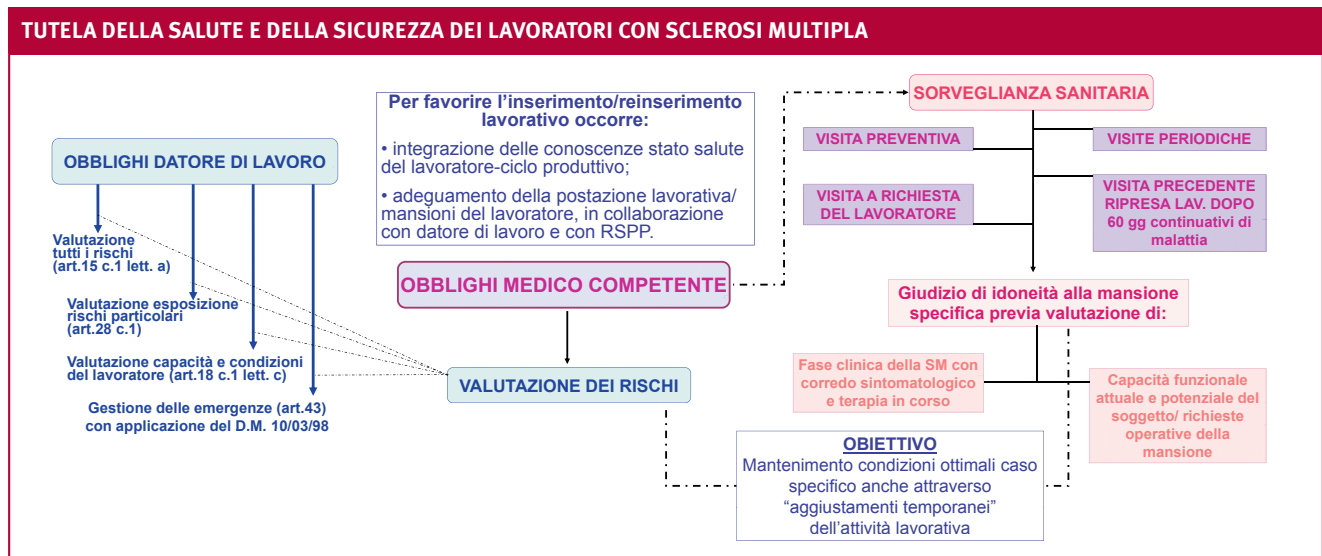 TUTELA DELLA SALUTE E DELLA SICUREZZA DEI LAVORATORI CON SCLEROSI MULTIPLA
OBBLIGHI DATORE DI LAVORO
Valutazione
tutti i rischi
(art.15 c.1 lett. a)
Valutazione esposizione
rischi particolari
(art.28 c.1)
Valutazione capacità e condizioni
del lavoratore (art.18 c.1 lett. c)
Gestione delle emergenze (art.43)
con applicazione del D.M. 10/03/98
Per favorire l'inserimento/reinserimento
lavorativo occorre:
• integrazione delle conoscenze stato salute
del lavoratore-ciclo produttivo;
• adeguamento della postazione lavorativa/
mansioni del lavoratore, in collaborazione
con datore di lavoro e con RSPP.
OBBLIGHI MEDICO COMPETENTE
VALUTAZIONE DEI RISCHI
SORVEGLIANZA SANITARIA
VISITA PREVENTIVA
VISITE PERIODICHE
VISITA A RICHIESTA
DEL LAVORATORE
VISITA PRECEDENTE
RIPRESA LAV. DOPO
60 gg continuativi di
malattia
Giudizio di idoneità alla mansione
specifica previa valutazione di:
Fase clinica della SM con
corredo sintomatologico
e terapia in corso
Capacità funzionale
attuale e potenziale del
soggetto/ richieste
operative della
mansione
OBIETTIVO
Mantenimento condizioni ottimali caso
specifico anche attraverso
“aggiustamenti temporanei”
dell'attività lavorativa